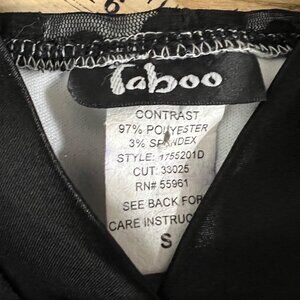 Taboo
CONTRAST
97% POLYESTER
3% SPANDEX
STYLE: 1755201D
CUT: 33025
RN# 55961
SEE BACK FOR
CARE INSTRUC
S